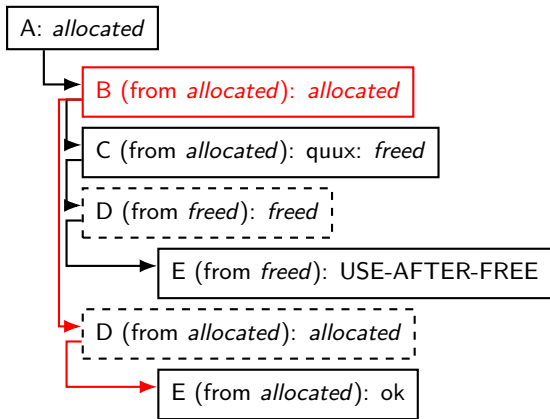 A: allocated
B (from allocated): allocated
C (from allocated): quux: freed
D (from freed): freed
E (from freed): USE-AFTER-FREE
D (from allocated): allocated
E (from allocated): ok